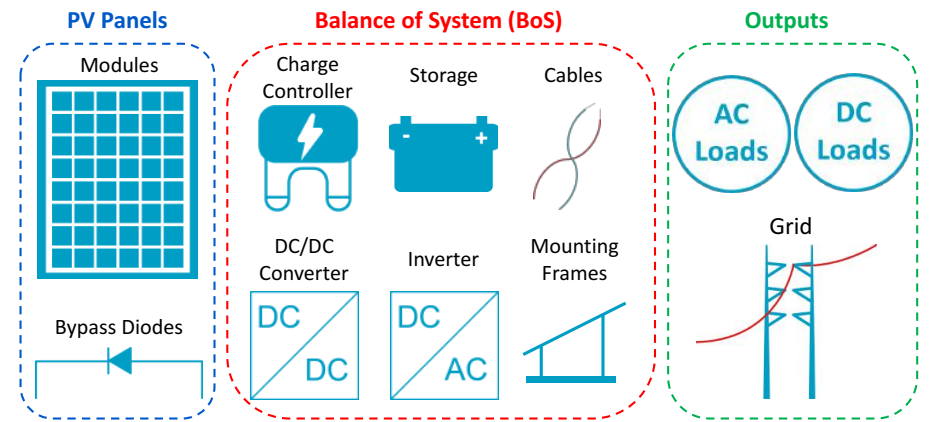 PV Panels
Modules
Bypass Diodes
Balance of System (BoS)
Charge
Controller
Storage
Cables
-
+
DC/DC
Converter
DC
DC
Inverter
DC
AC
Mounting
Frames
Outputs
AC
Loads
DC
Loads
Grid